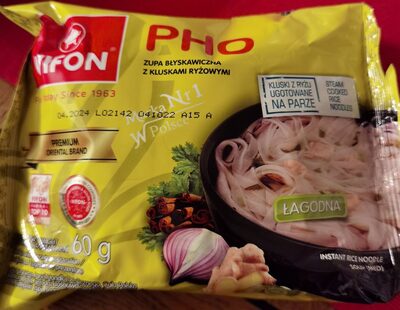 VIFON
PHO
ZUPA BŁYSKAWICZNA
Z KLUSKAMI RYŻOWYMI
Since 1963
04.2024 L02142 041022 A15 A
Marka Nr 1
W Polsce
KLUSKI Z RYŻU
UGOTOWANE
NA PARZE
STEAM
COOKED
RICE
NOODLES
PREMIUM
ORIENTAL BRAND
ŁAGODNA
60 g
INSTANT RICE NOODLE